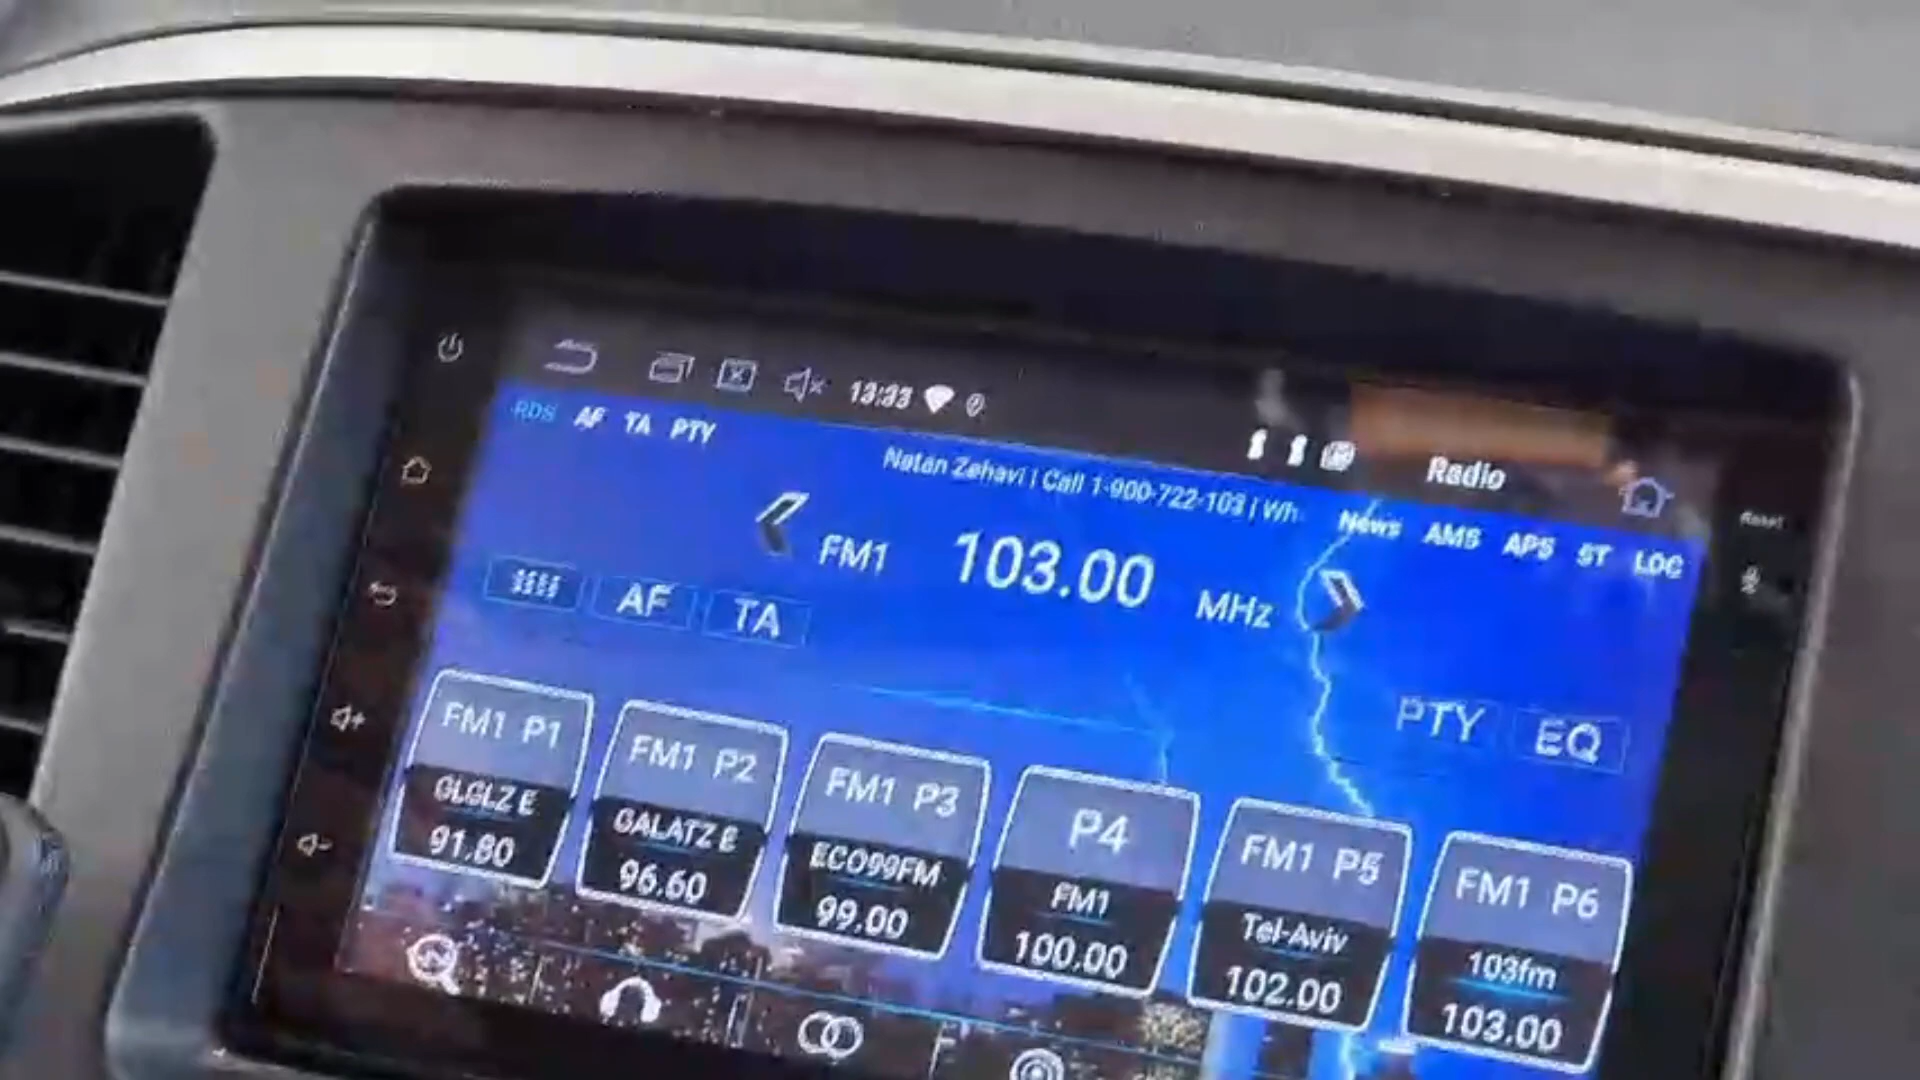 13:33
Radio
RDS AF TA PTY
Natan Zehavi | Call 1-900-722-103 | Wh
News AMS APS ST LOC
FM1 103.00 MHz
AF TA
PTY EQ
FM1 P1
GLGLZ E
91.80
FM1 P2
GALATZ E
96.60
FM1 P3
ECO99FM
99.00
P4
FM1
100.00
FM1 P5
Tel-Aviv
102.00
FM1 P6
103fm
103.00